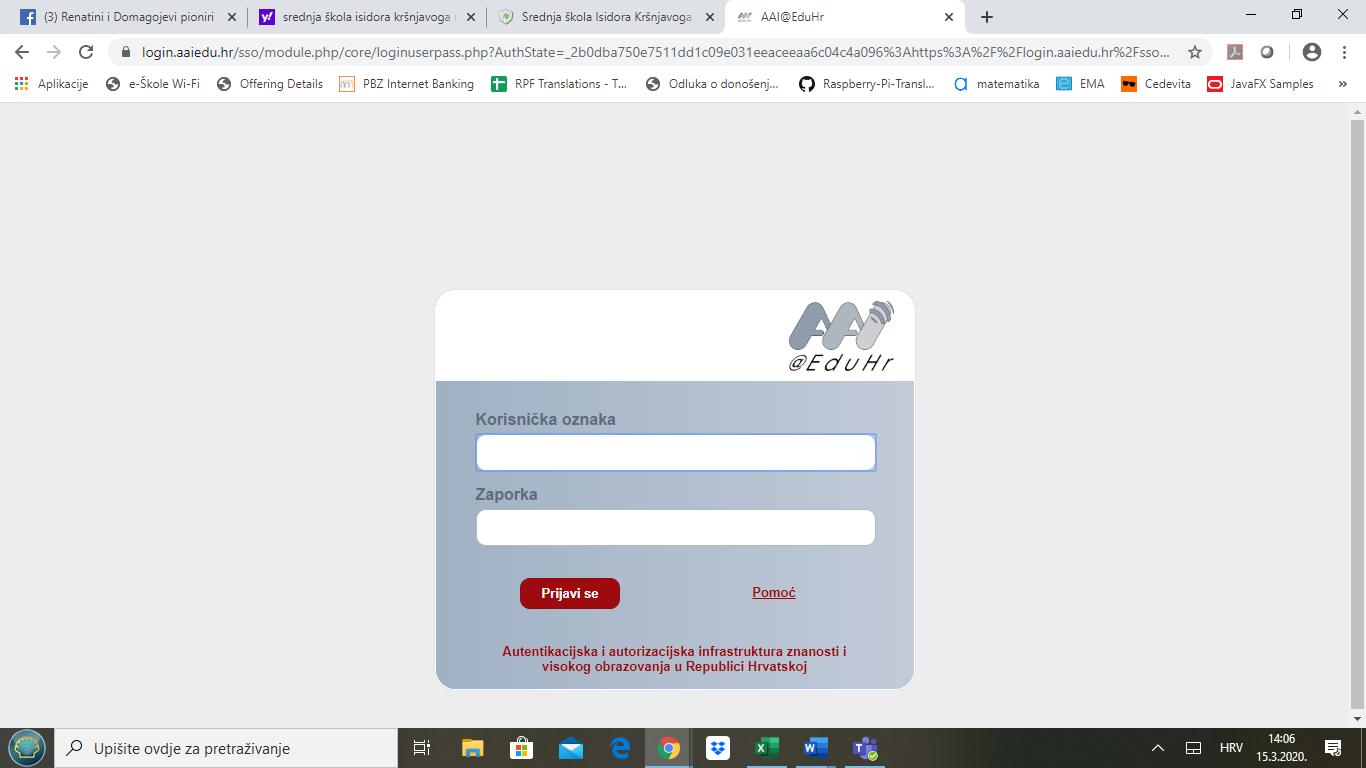 (3) Renatini i Domagojevi pioniri
srednja škola isidora kršnjavoga n
Srednja škola Isidora Kršnjavoga
AAI@EduHr
login.aaiedu.hr/sso/module.php/core/loginuserpass.php?AuthState=_2b0dba750e7511dd1c09e031eeaceeaa6c04c4a096%3Ahttps%3A%2F%2Flogin.aaiedu.hr%2Fsso...
Aplikacije
e-Škole Wi-Fi
Offering Details
PBZ Internet Banking
RPF Translations - T...
Odluka o donošenj...
Raspberry-Pi-Transl...
matematika
EMA
Cedevita
JavaFX Samples
»
AAI
@EduHr
Korisnička oznaka
Zaporka
Prijavi se
Pomoć
Autentikacijska i autorizacijska infrastruktura znanosti i
visokog obrazovanja u Republici Hrvatskoj
Upišite ovdje za pretraživanje
HRV
14:06
15.3.2020.